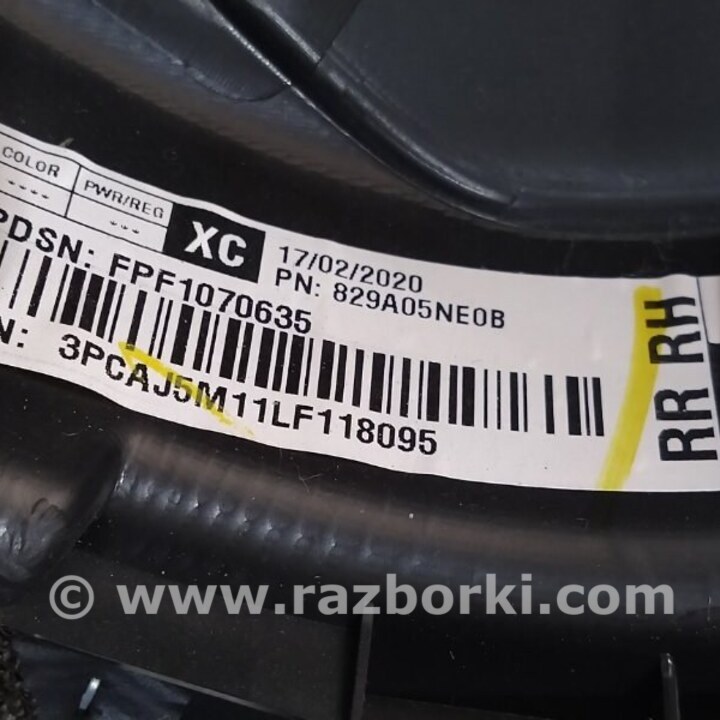 COLOR
----
PWR/REG
---
XC
17/02/2020
PDSN: FPF1070635
PN: 829A05NE0B
N: 3PCAJ5M11LF118095
RR RH
© www.razborki.com